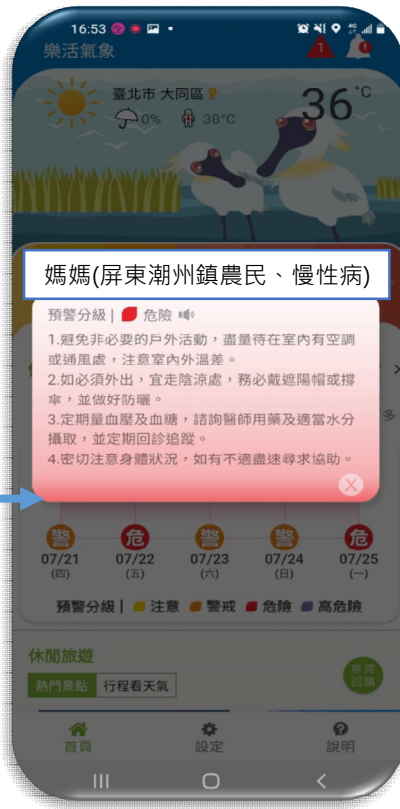 16:53
4G
樂活氣象
1
臺北市 大同區
36°C
0% 38°C
媽媽(屏東潮州鎮農民、慢性病)
預警分級 | 危險
1.避免非必要的戶外活動，盡量待在室內有空調
或通風處，注意室內外溫差。
2.如必須外出，宜走陰涼處，務必戴遮陽帽或撐
傘，並做好防曬。
3.定期量血壓及血糖，諮詢醫師用藥及適當水分
攝取，並定期回診追蹤。
4.密切注意身體狀況，如有不適盡速尋求協助。
多
警 危 警 警 危
07/21 07/22 07/23 07/24 07/25
(四) (五) (六) (日) (一)
預警分級 | 注意 警戒 危險 高危險
休閒旅遊
意見
回饋
熱門景點 行程看天氣
首頁 設定 說明